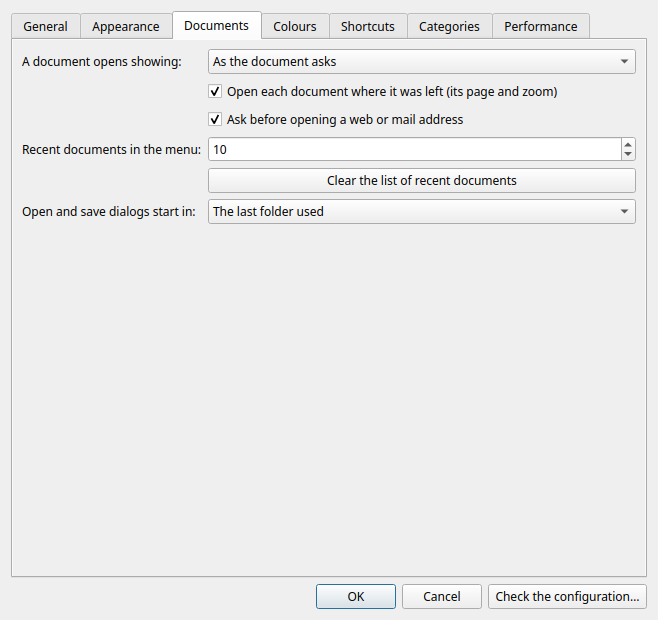 General Appearance Documents Colours Shortcuts Categories Performance
A document opens showing: As the document asks
Open each document where it was left (its page and zoom)
Ask before opening a web or mail address
Recent documents in the menu: 10
Clear the list of recent documents
Open and save dialogs start in: The last folder used
OK Cancel Check the configuration...